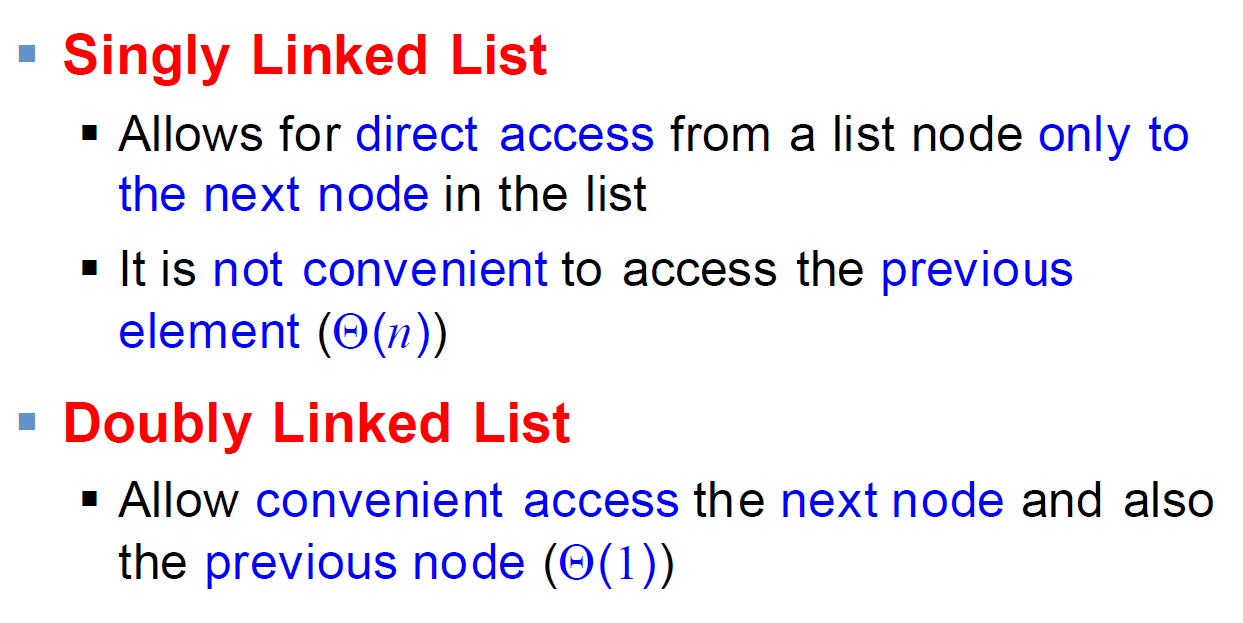 ▪ Singly Linked List
▪ Allows for direct access from a list node only to
the next node in the list
▪ It is not convenient to access the previous
element (Θ(n))
▪ Doubly Linked List
▪ Allow convenient access the next node and also
the previous node (Θ(1))